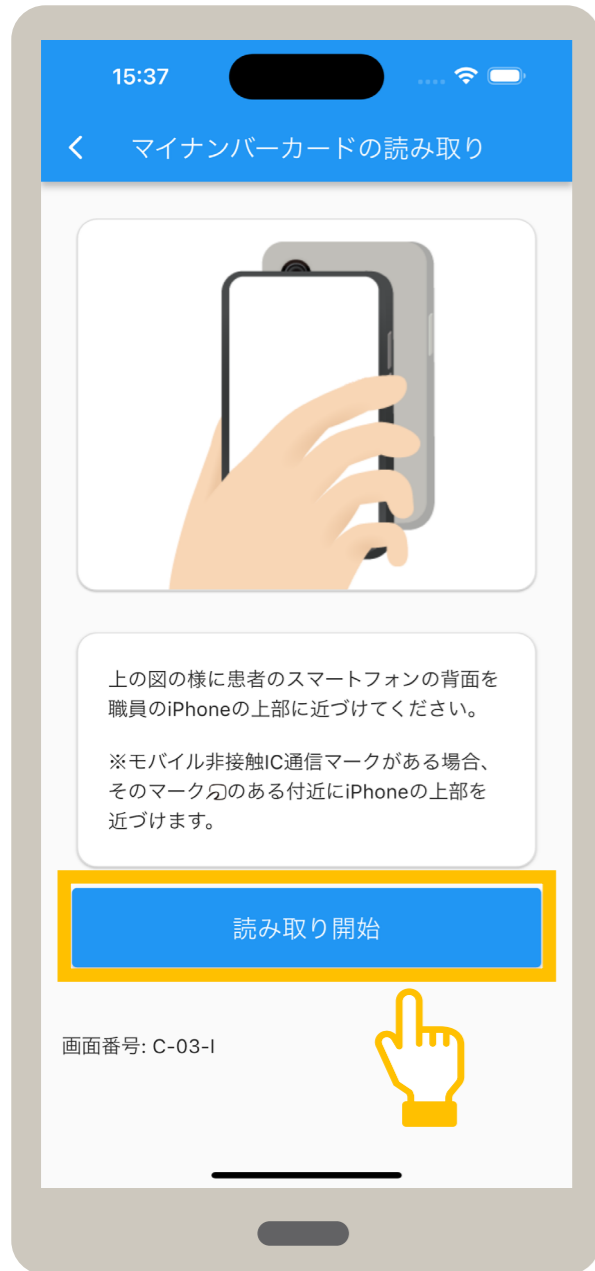 15:37
マイナンバーカードの読み取り
上の図の様に患者のスマートフォンの背面を
職員のiPhoneの上部に近づけてください。
※モバイル非接触IC通信マークがある場合、
そのマークのある付近にiPhoneの上部を
近づけます。
読み取り開始
画面番号: C-03-I